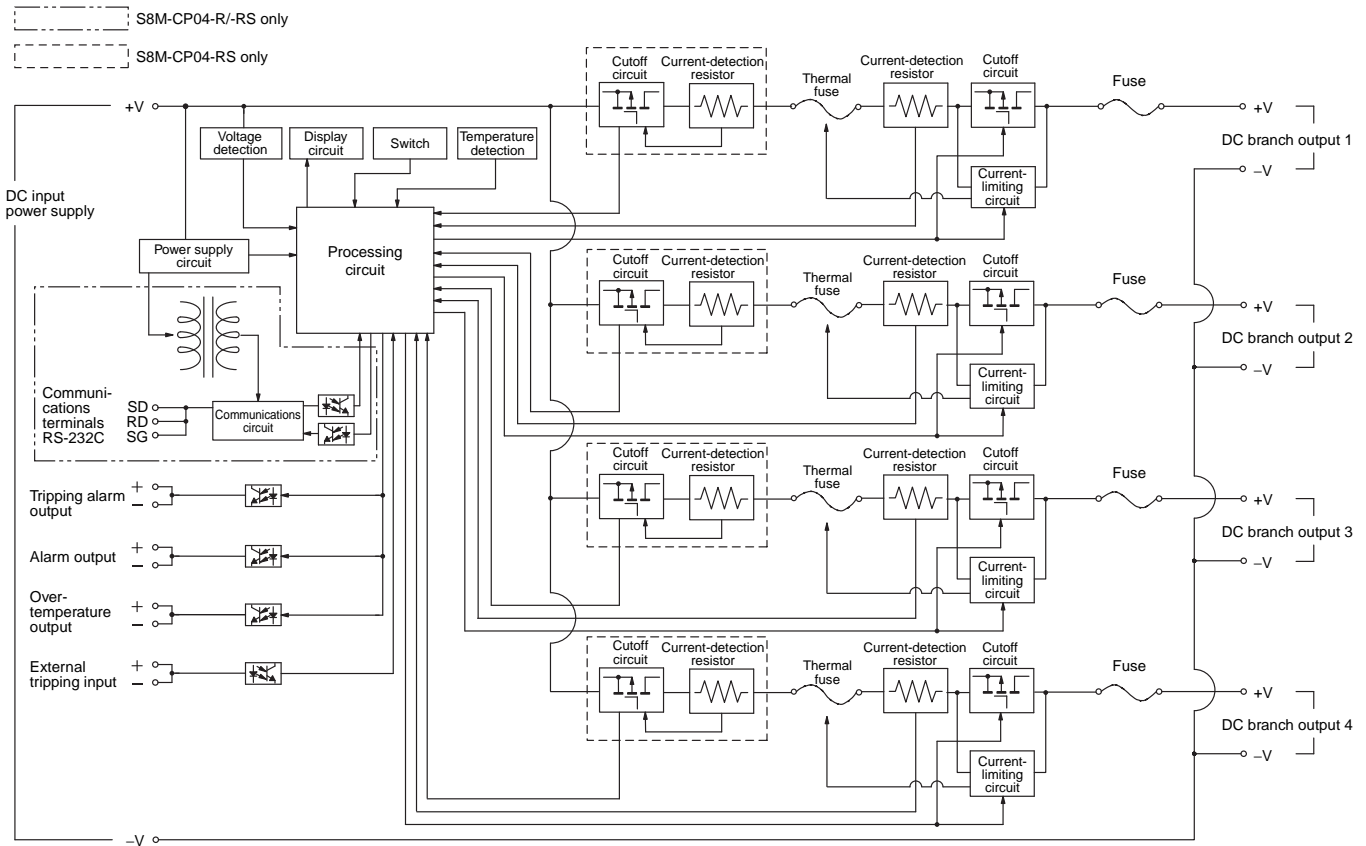 S8M-CP04-R/-RS only
S8M-CP04-RS only
Cutoff
circuit
Current-detection
resistor
Thermal
fuse
Current-detection
resistor
Cutoff
circuit
Fuse
+V
+V
DC branch output 1
−V
Current-
limiting
circuit
Voltage
detection
Display
circuit
Switch
Temperature
detection
DC input
power supply
Power supply
circuit
Processing
circuit
Cutoff
circuit
Current-detection
resistor
Thermal
fuse
Current-detection
resistor
Cutoff
circuit
Fuse
+V
DC branch output 2
−V
Current-
limiting
circuit
Communi-
cations
terminals
RS-232C
SD
RD
SG
Communications
circuit
Cutoff
circuit
Current-detection
resistor
Thermal
fuse
Current-detection
resistor
Cutoff
circuit
Fuse
+V
DC branch output 3
−V
Current-
limiting
circuit
Tripping alarm
output
+
−
Alarm output
+
−
Over-
temperature
output
+
−
External
tripping input
+
−
Cutoff
circuit
Current-detection
resistor
Thermal
fuse
Current-detection
resistor
Cutoff
circuit
Fuse
+V
DC branch output 4
−V
Current-
limiting
circuit
−V